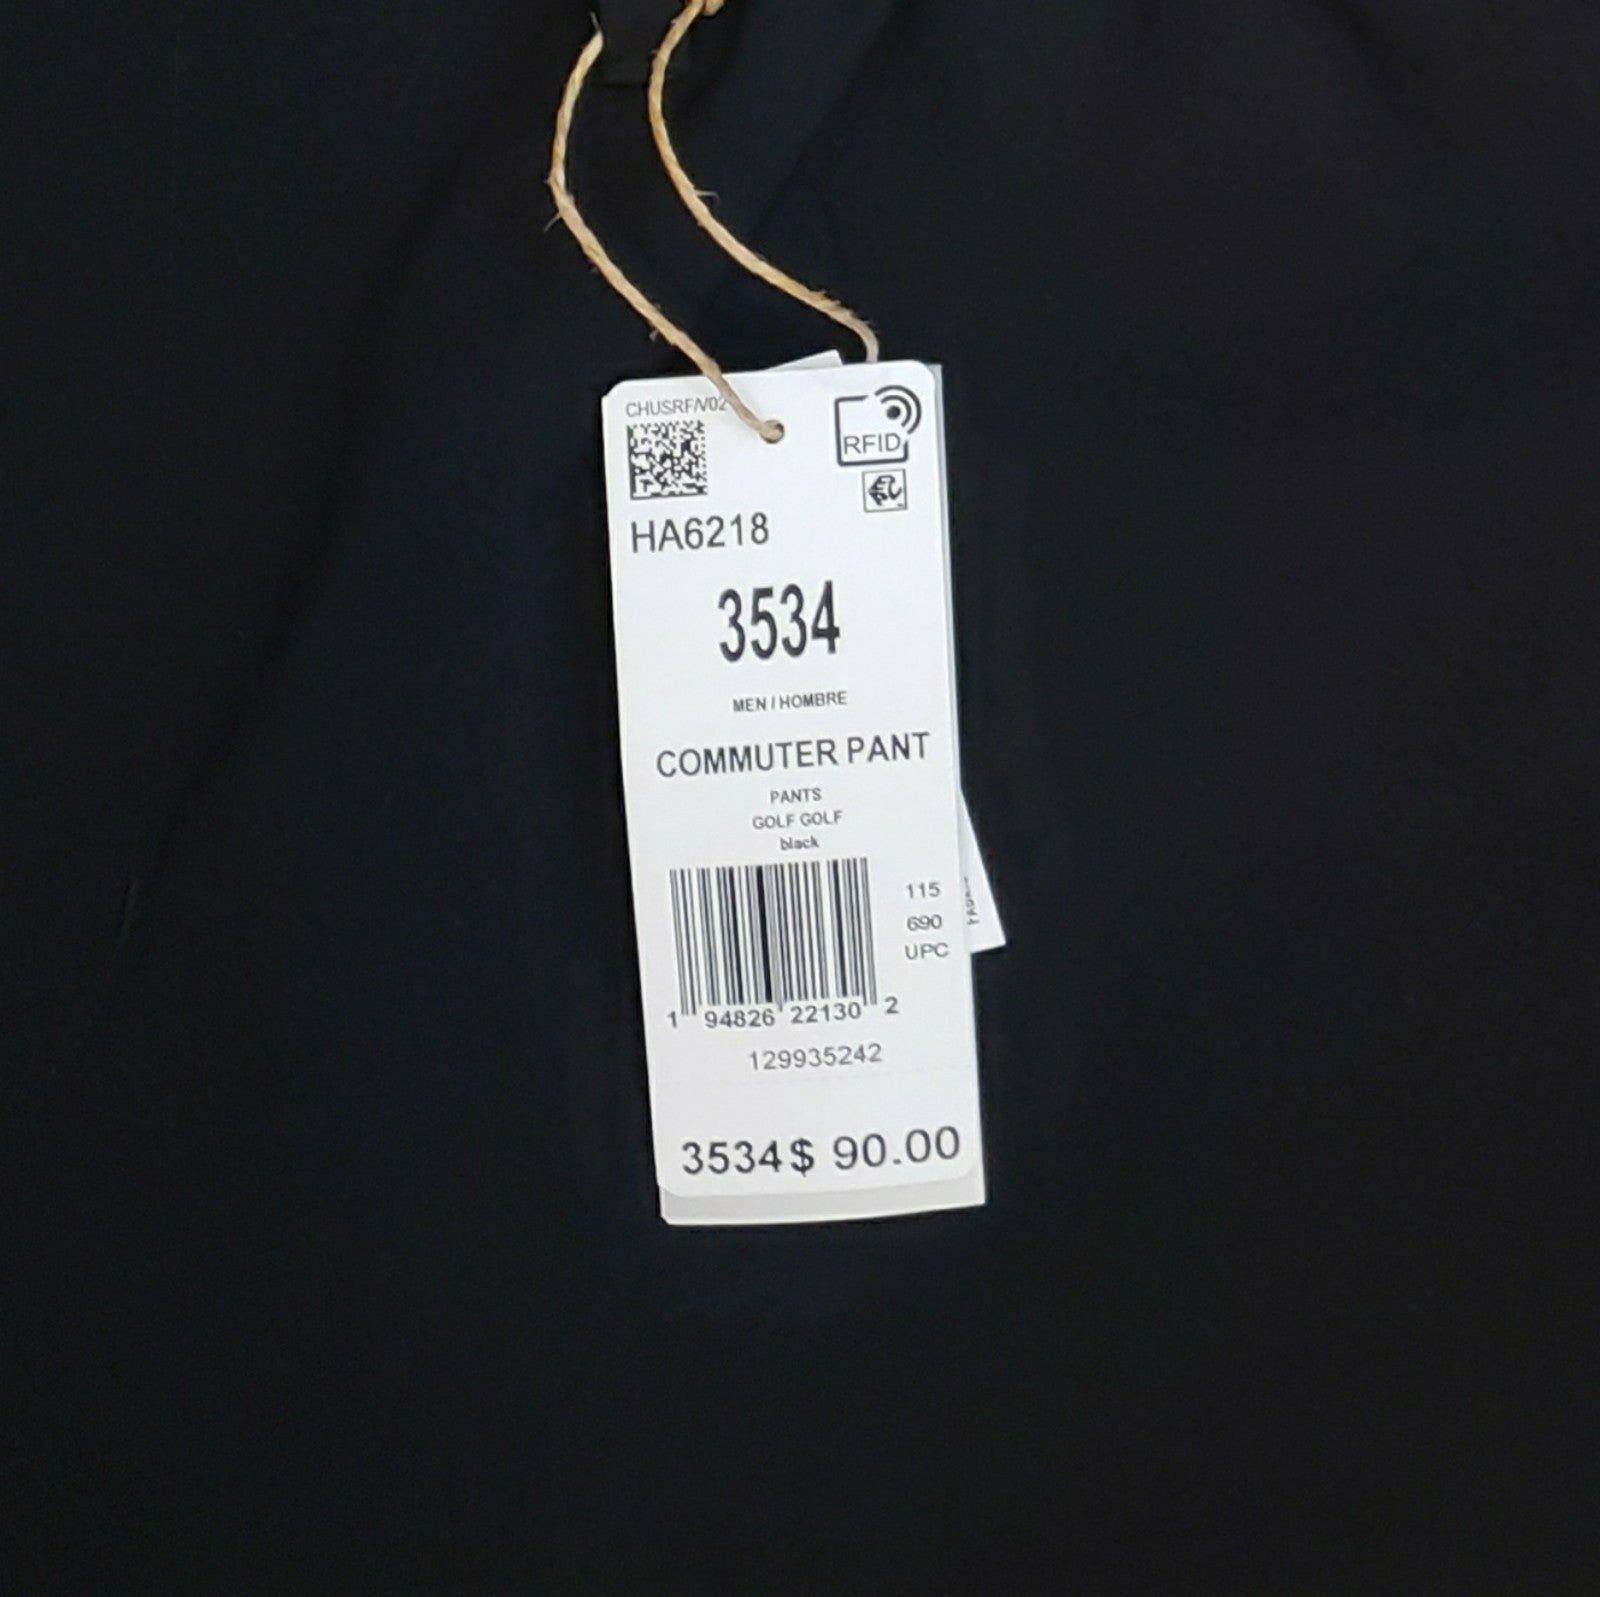 CHUSRF/V02
RFID
HA6218
3534
MEN / HOMBRE
COMMUTER PANT
PANTS
GOLF GOLF
black
115
690
UPC
1 94826 22130 2
129935242
3534$ 90.00